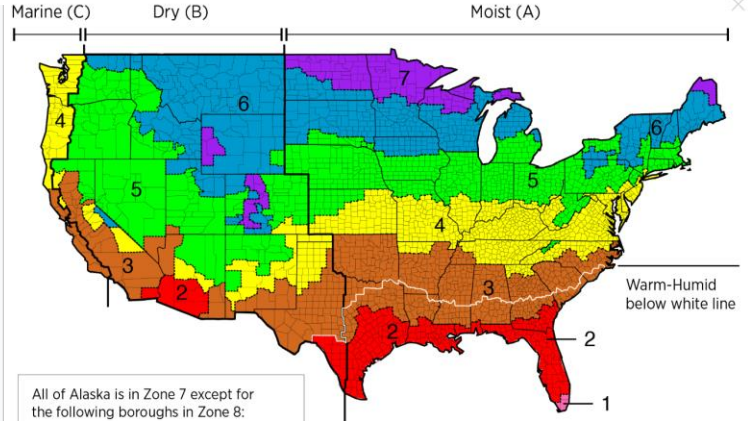 Marine (C) Dry (B) Moist (A)
7
6
4
6
5
5
4
3
2
3
Warm-Humid
below white line
2
2
1
All of Alaska is in Zone 7 except for
the following boroughs in Zone 8: